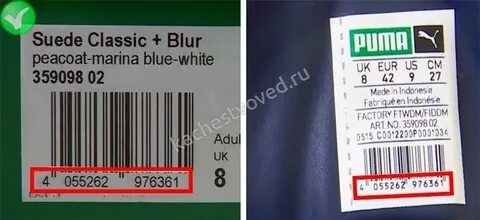 Suede Classic + Blur
peacoat-marina blue-white
359098 02
Adul
UK
8
4 055262 976361
kachestvoved.ru
PUMA
UK EUR US CM
8 42 9 27
Made in Indonesia
Fabriqué en Indonésie
FACTORY FTWDM/FIDDM
ART.NO. 359098 02
0515 C0012200P0001034
4 055262 976361